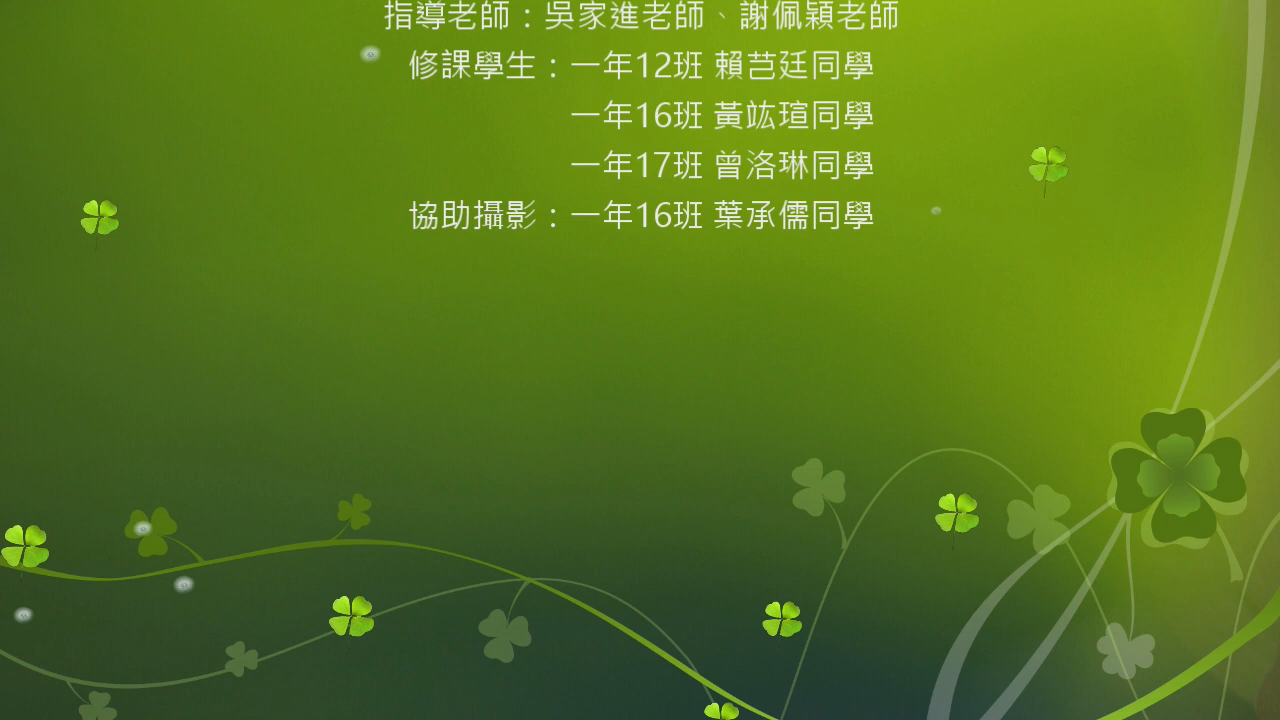 指導老師：吳家進老師、謝佩穎老師
修課學生：一年12班 賴芑廷同學
一年16班 黃竑瑄同學
一年17班 曾洛琳同學
協助攝影：一年16班 葉承儒同學